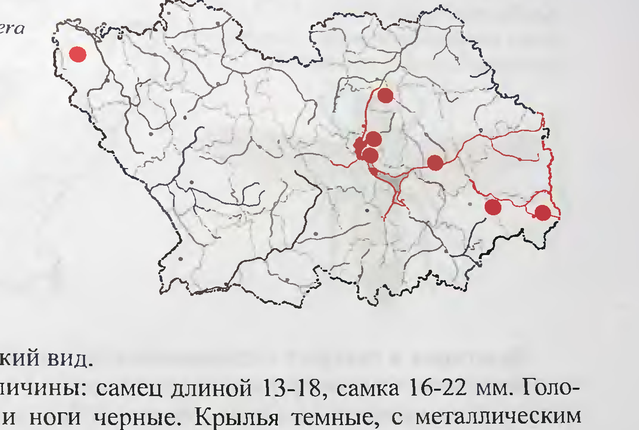 era
кий вид.
личины: самец длиной 13-18, самка 16-22 мм. Голо-
и ноги черные. Крылья темные, с металлическим